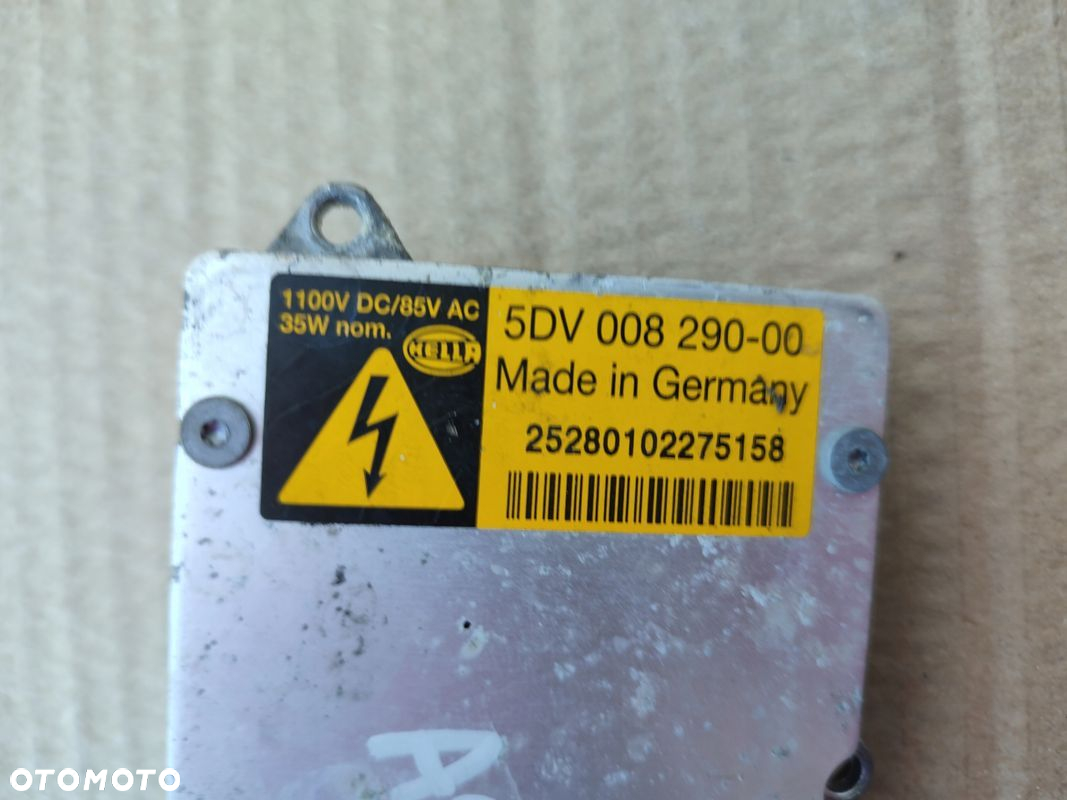 1100V DC/85V AC
35W nom.
HELLA
5DV 008 290-00
Made in Germany
25280102275158
A
OTOMOTO